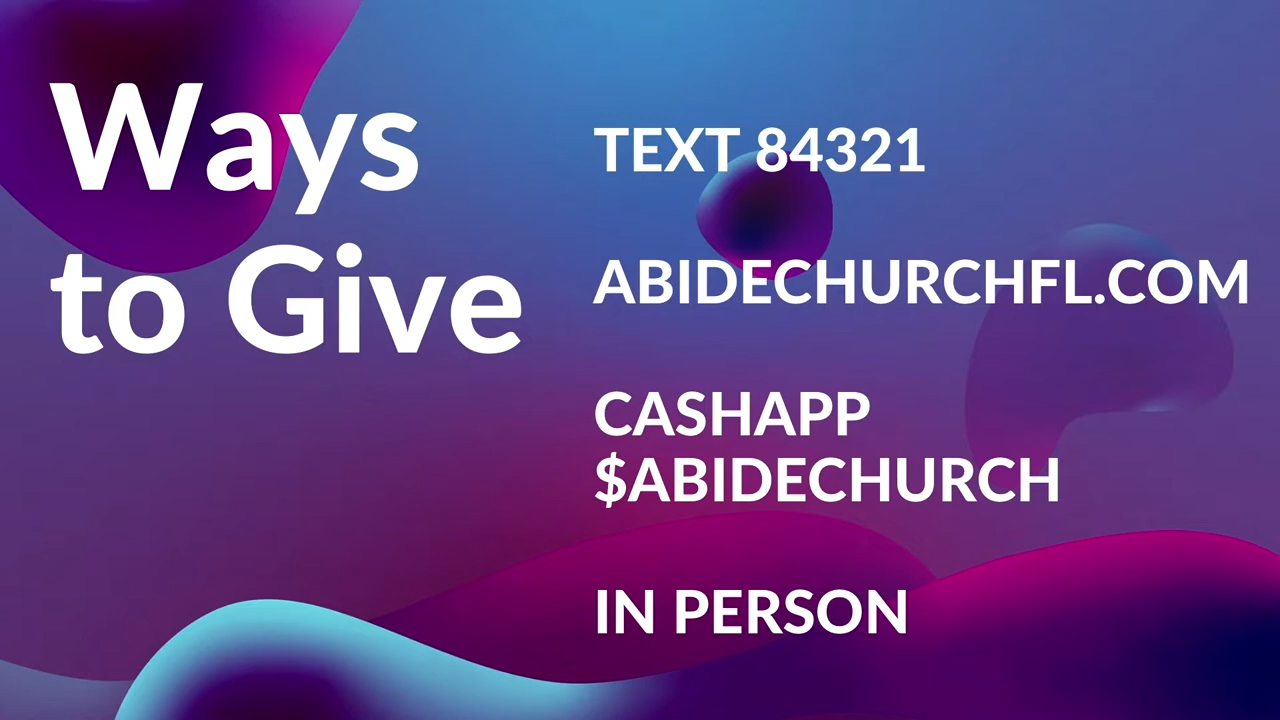 Ways
to Give
TEXT 84321
ABIDECHURCHFL.COM
CASHAPP
$ABIDECHURCH
IN PERSON